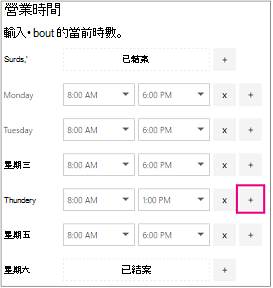 營業時間
輸入• bout 的當前時數。
Surds,' 已結束 +
Monday 8:00 AM 6:00 PM x +
Tuesday 8:00 AM 6:00 PM x +
星期三 8:00 AM 6:00 PM x +
Thundery 8:00 AM 1:00 PM x +
星期五 8:00 AM 6:00 PM x +
星期六 已結案 +